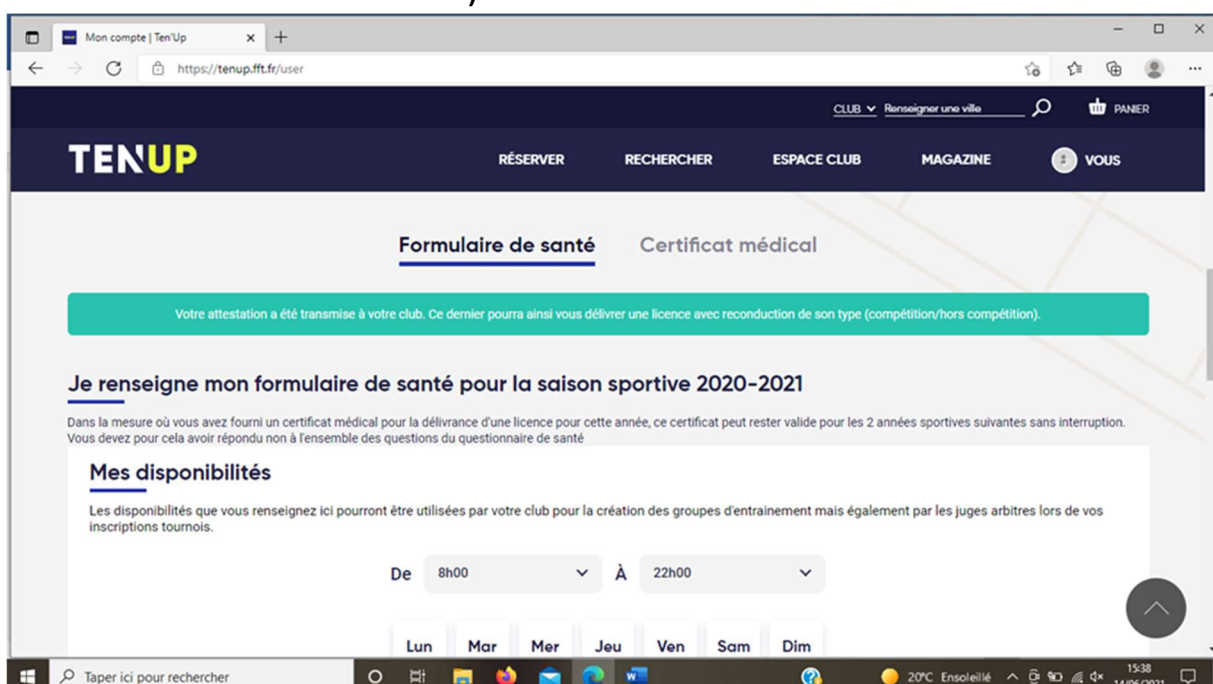 Mon compte | Ten'Up
https://tenup.fft.fr/user
CLUB Renseigner une ville PANIER
TENUP RÉSERVER RECHERCHER ESPACE CLUB MAGAZINE VOUS
Formulaire de santé Certificat médical
Votre attestation a été transmise à votre club. Ce dernier pourra ainsi vous délivrer une licence avec reconduction de son type (compétition/hors compétition).
Je renseigne mon formulaire de santé pour la saison sportive 2020-2021
Dans la mesure où vous avez fourni un certificat médical pour la délivrance d'une licence pour cette année, ce certificat peut rester valide pour les 2 années sportives suivantes sans interruption.
Vous devez pour cela avoir répondu non à l'ensemble des questions du questionnaire de santé
Mes disponibilités
Les disponibilités que vous renseignez ici pourront être utilisées par votre club pour la création des groupes d'entrainement mais également par les juges arbitres lors de vos
inscriptions tournois.
De 8h00 À 22h00
Lun Mar Mer Jeu Ven Sam Dim
Taper ici pour rechercher 20°C Ensoleillé 15:38
14/06/2021